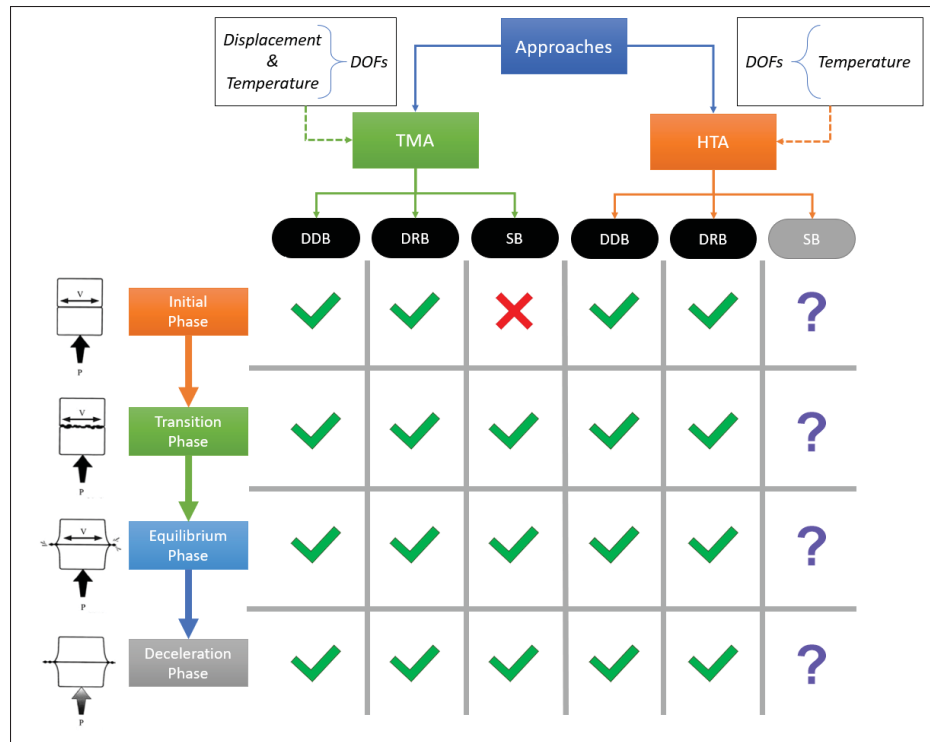 Displacement
&
Temperature
DOFs
Approaches
DOFs
Temperature
TMA
HTA
DDB
DRB
SB
DDB
DRB
SB
V
P
Initial
Phase
?
V
P
Transition
Phase
?
V
P
Equilibrium
Phase
?
P
Deceleration
Phase
?